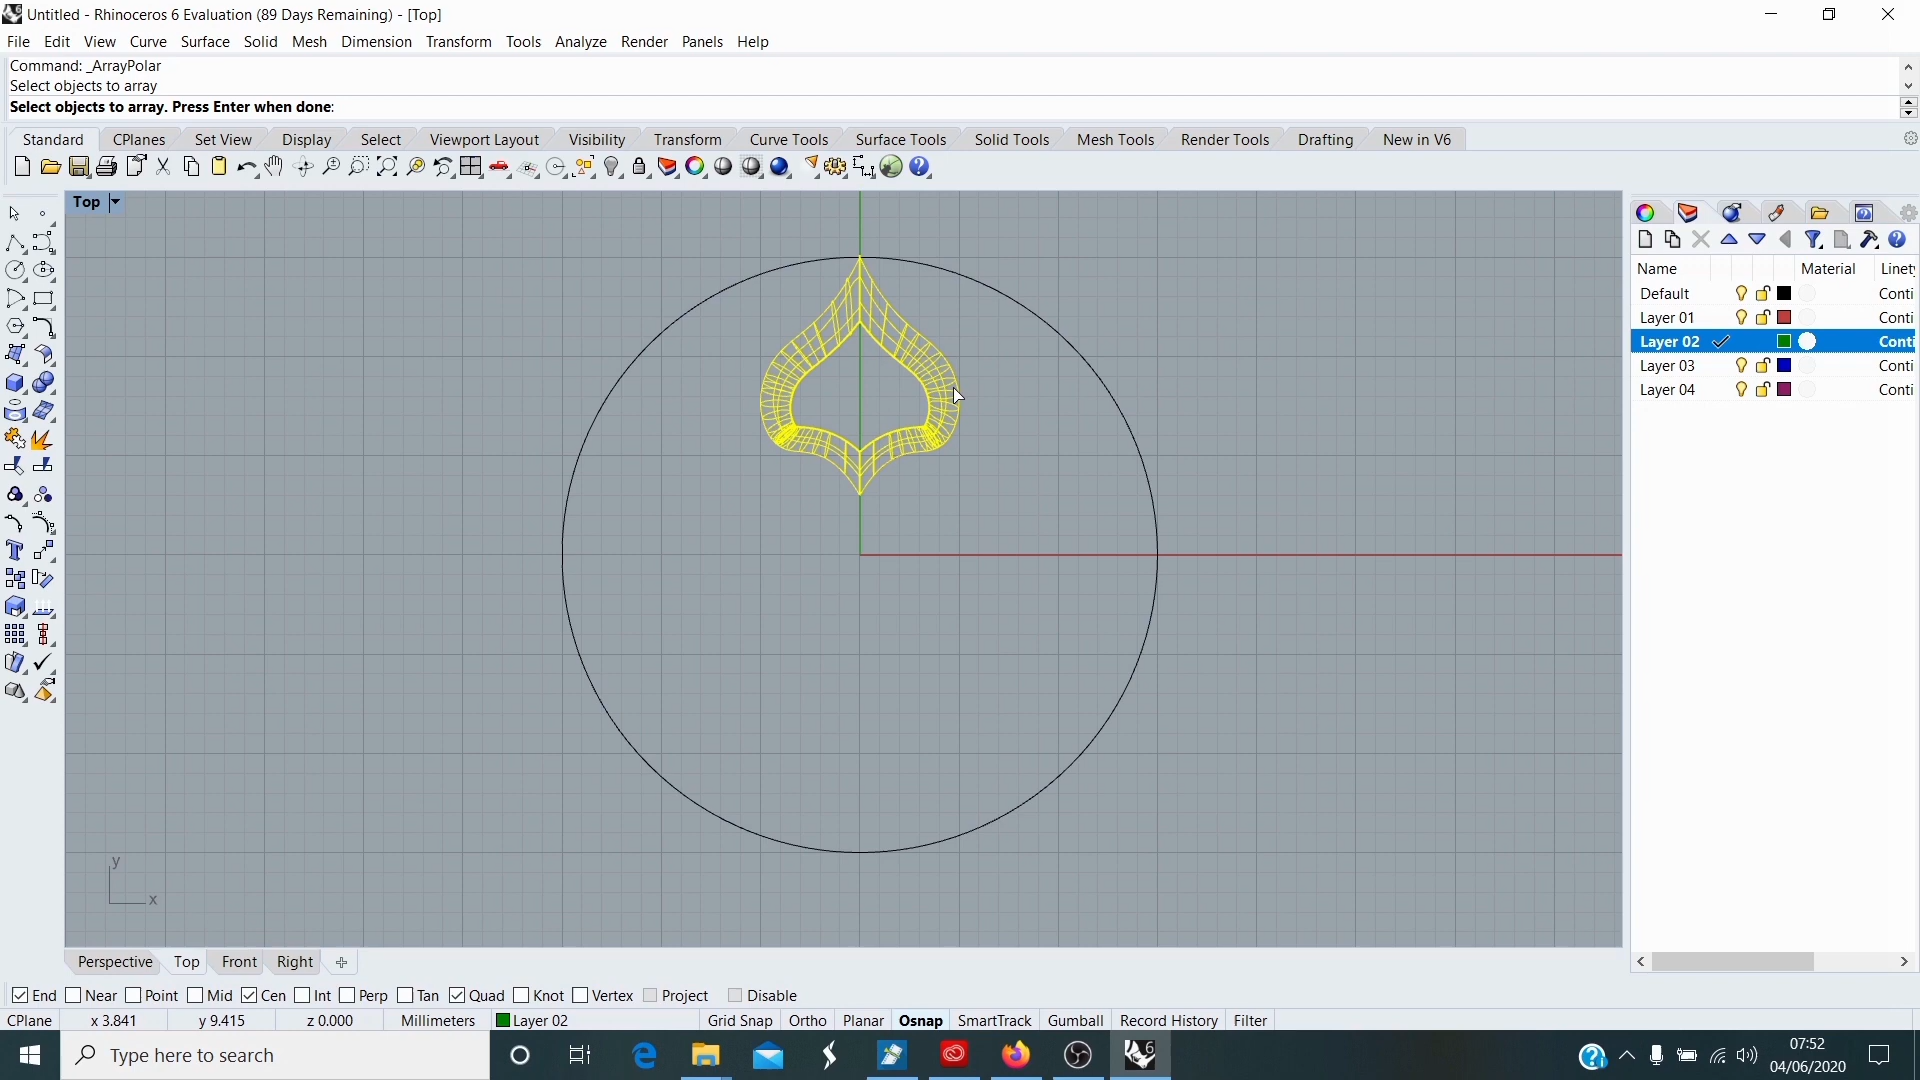 Untitled - Rhinoceros 6 Evaluation (89 Days Remaining) - [Top]
File Edit View Curve Surface Solid Mesh Dimension Transform Tools Analyze Render Panels Help
Command: _ArrayPolar
Select objects to array
Select objects to array. Press Enter when done:
Standard CPlanes Set View Display Select Viewport Layout Visibility Transform Curve Tools Surface Tools Solid Tools Mesh Tools Render Tools Drafting New in V6
Top
Name Material Linety
Default Conti
Layer 01 Conti
Layer 02 Conti
Layer 03 Conti
Layer 04 Conti
y
x
Perspective Top Front Right
End Near Point Mid Cen Int Perp Tan Quad Knot Vertex Project Disable
CPlane x 3.841 y 9.415 z 0.000 Millimeters Layer 02 Grid Snap Ortho Planar Osnap SmartTrack Gumball Record History Filter
Type here to search
07:52
04/06/2020